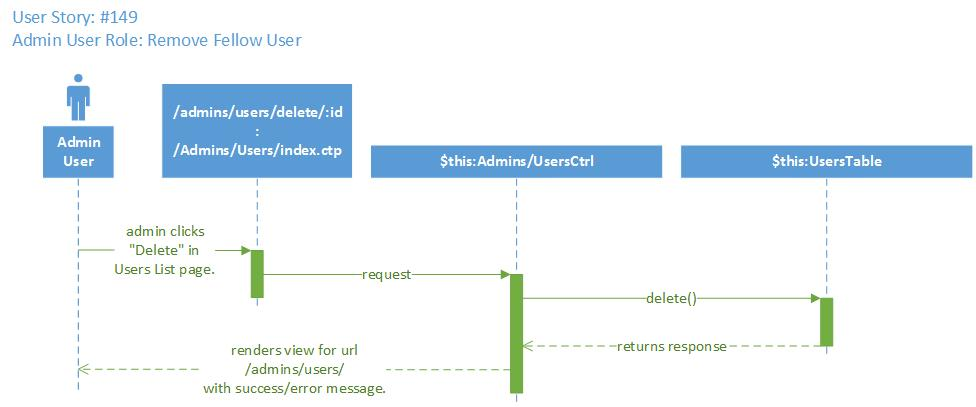 User Story: #149
Admin User Role: Remove Fellow User
Admin
User
/admins/users/delete/:id
:
/Admins/Users/index.ctp
$this:Admins/UsersCtrl
$this:UsersTable
admin clicks
"Delete" in
Users List page.
request
delete()
returns response
renders view for url
/admins/users/
with success/error message.